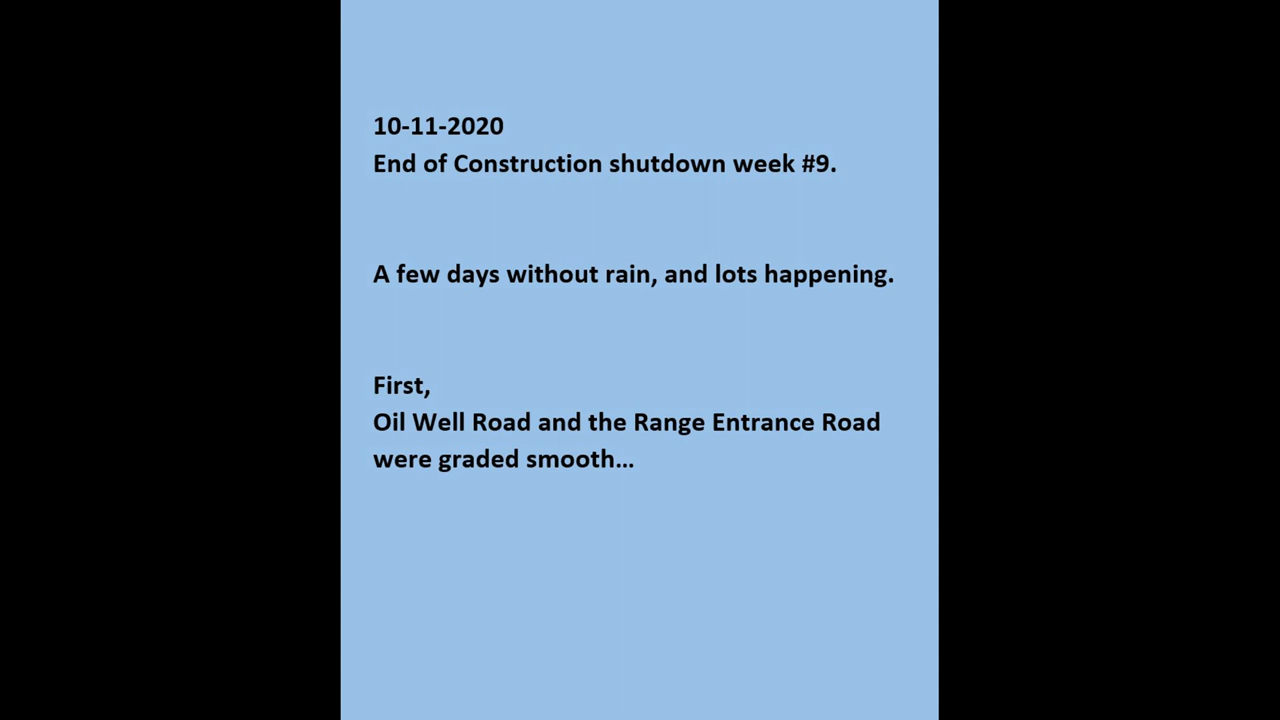 10-11-2020
End of Construction shutdown week #9.
A few days without rain, and lots happening.
First,
Oil Well Road and the Range Entrance Road
were graded smooth…